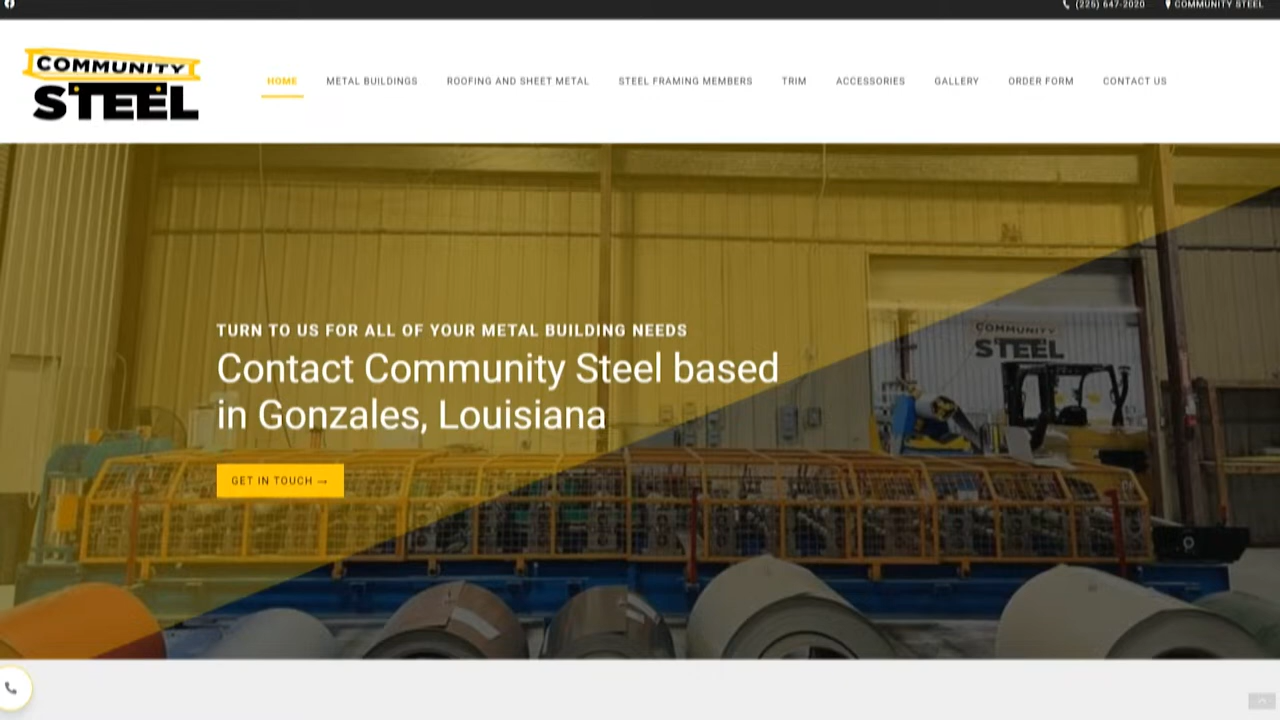 (225) 647-2020
COMMUNITY STEEL
COMMUNITY
STEEL
HOME
METAL BUILDINGS
ROOFING AND SHEET METAL
STEEL FRAMING MEMBERS
TRIM
ACCESSORIES
GALLERY
ORDER FORM
CONTACT US
COMMUNITY
STEEL
TURN TO US FOR ALL OF YOUR METAL BUILDING NEEDS
Contact Community Steel based
in Gonzales, Louisiana
GET IN TOUCH →